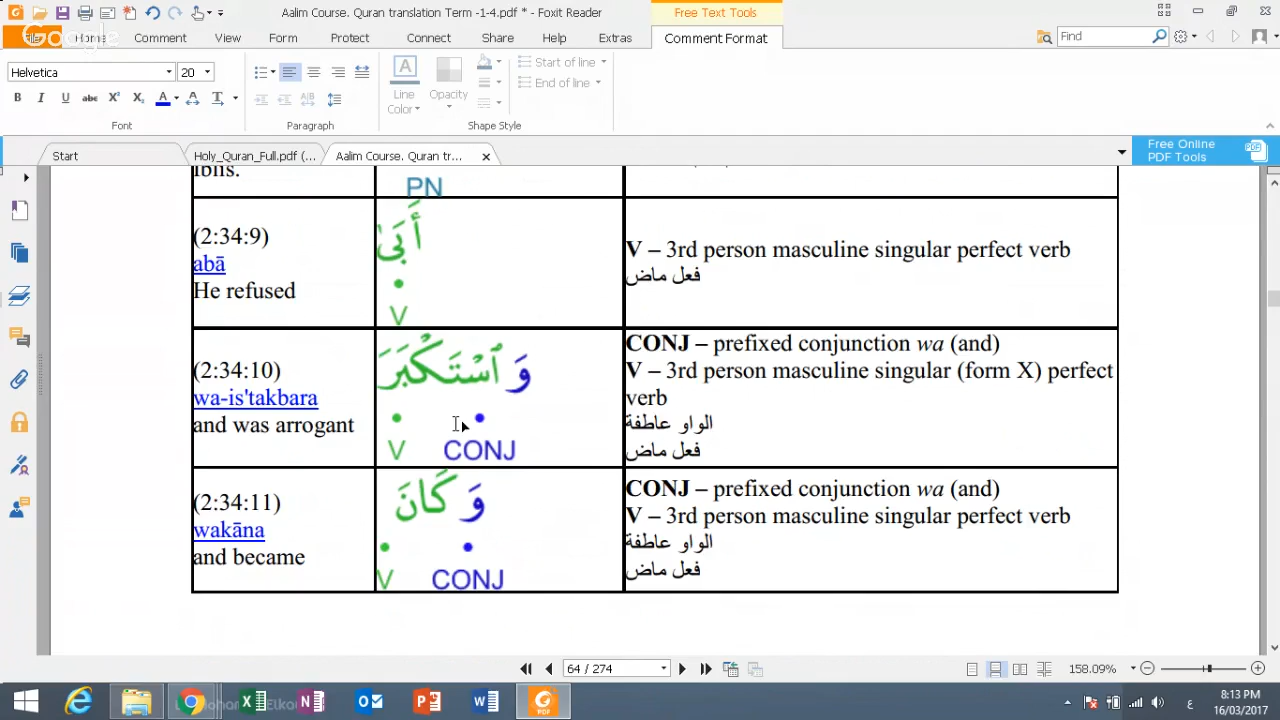 Aalim Course. Quran translation Term -1-4.pdf * - Foxit Reader
Free Text Tools
Google
Home
Comment
View
Form
Protect
Connect
Share
Help
Extras
Comment Format
Find
Helvetica
20
Line Color
Opacity
Start of line
End of line
Font
Paragraph
Shape Style
Start
Holy_Quran_Full.pdf (...
Aalim Course. Quran tr...
Free Online
PDF Tools
Iblis.
PN
(2:34:9)
abā
He refused
أَبَىٰ
V
V – 3rd person masculine singular perfect verb
فعل ماض
(2:34:10)
wa-is'takbara
and was arrogant
وَٱسْتَكْبَرَ
V CONJ
CONJ – prefixed conjunction wa (and)
V – 3rd person masculine singular (form X) perfect
verb
الواو عاطفة
فعل ماض
(2:34:11)
wakāna
and became
وَكَانَ
V CONJ
CONJ – prefixed conjunction wa (and)
V – 3rd person masculine singular perfect verb
الواو عاطفة
فعل ماض
64 / 274
158.09%
8:13 PM
16/03/2017